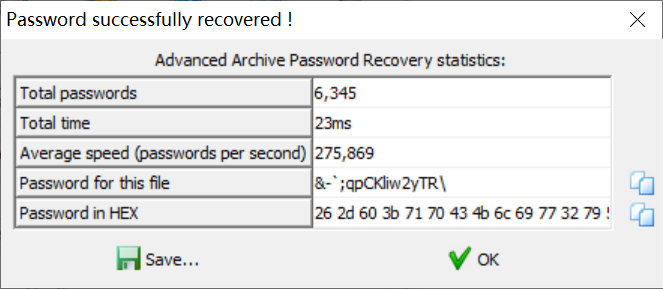 Password successfully recovered !
Advanced Archive Password Recovery statistics:
Total passwords 6,345
Total time 23ms
Average speed (passwords per second) 275,869
Password for this file &-`;qpCKliw2yTR\
Password in HEX 26 2d 60 3b 71 70 43 4b 6c 69 77 32 79
Save... OK